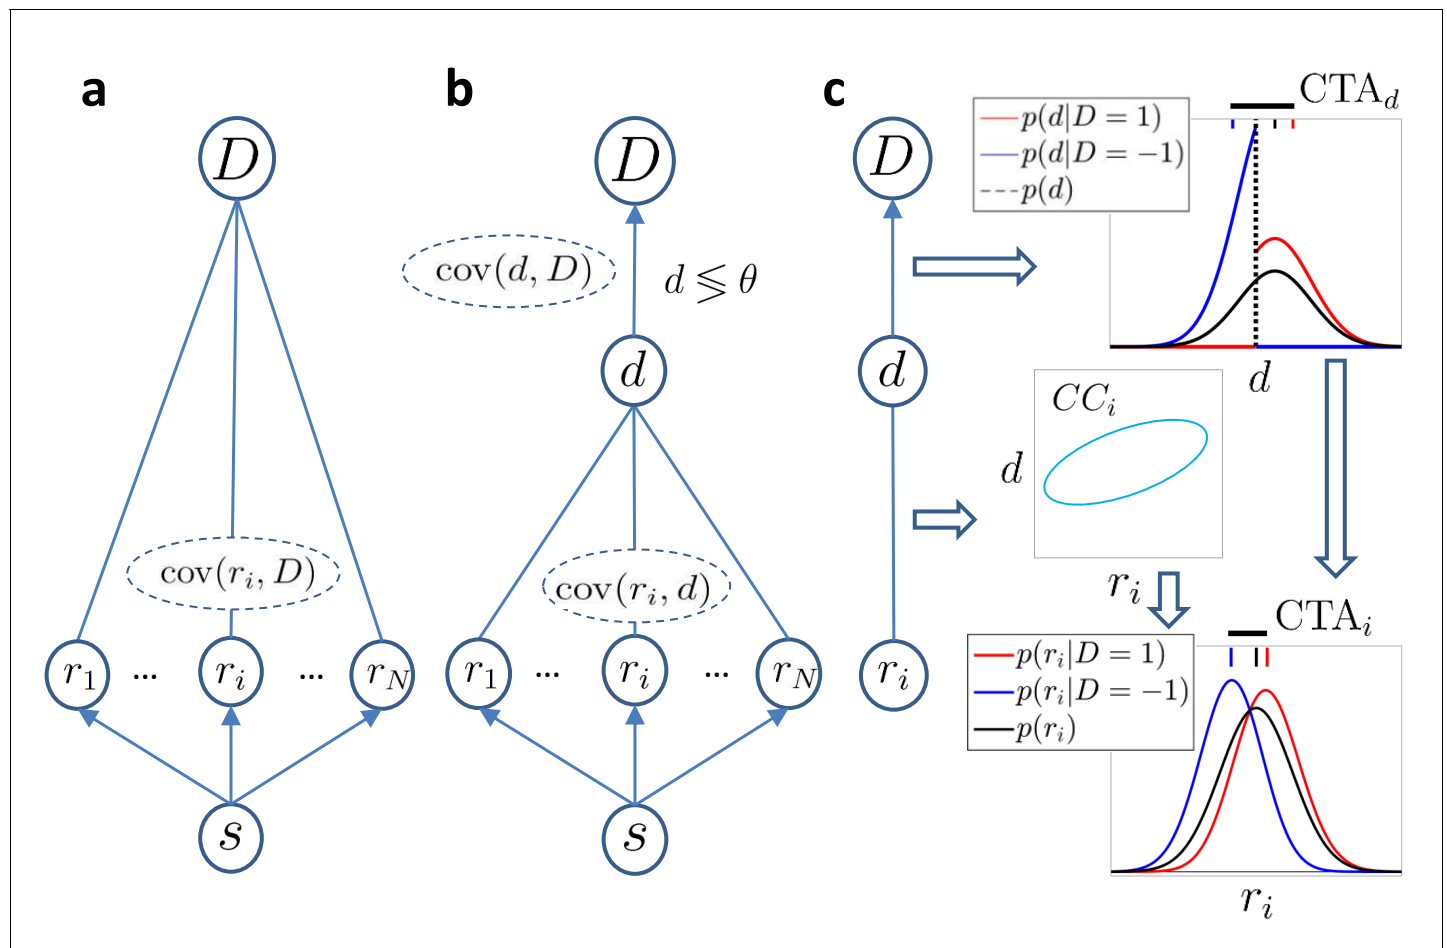 a
D
cov(r_i, D)
r_1 ... r_i ... r_N
s
b
D
cov(d, D)
d ≶ θ
d
cov(r_i, d)
r_1 ... r_i ... r_N
s
c
D
d
r_i
CTA_d
p(d|D = 1)
p(d|D = −1)
p(d)
d
CC_i
d
r_i
CTA_i
p(r_i|D = 1)
p(r_i|D = −1)
p(r_i)
r_i